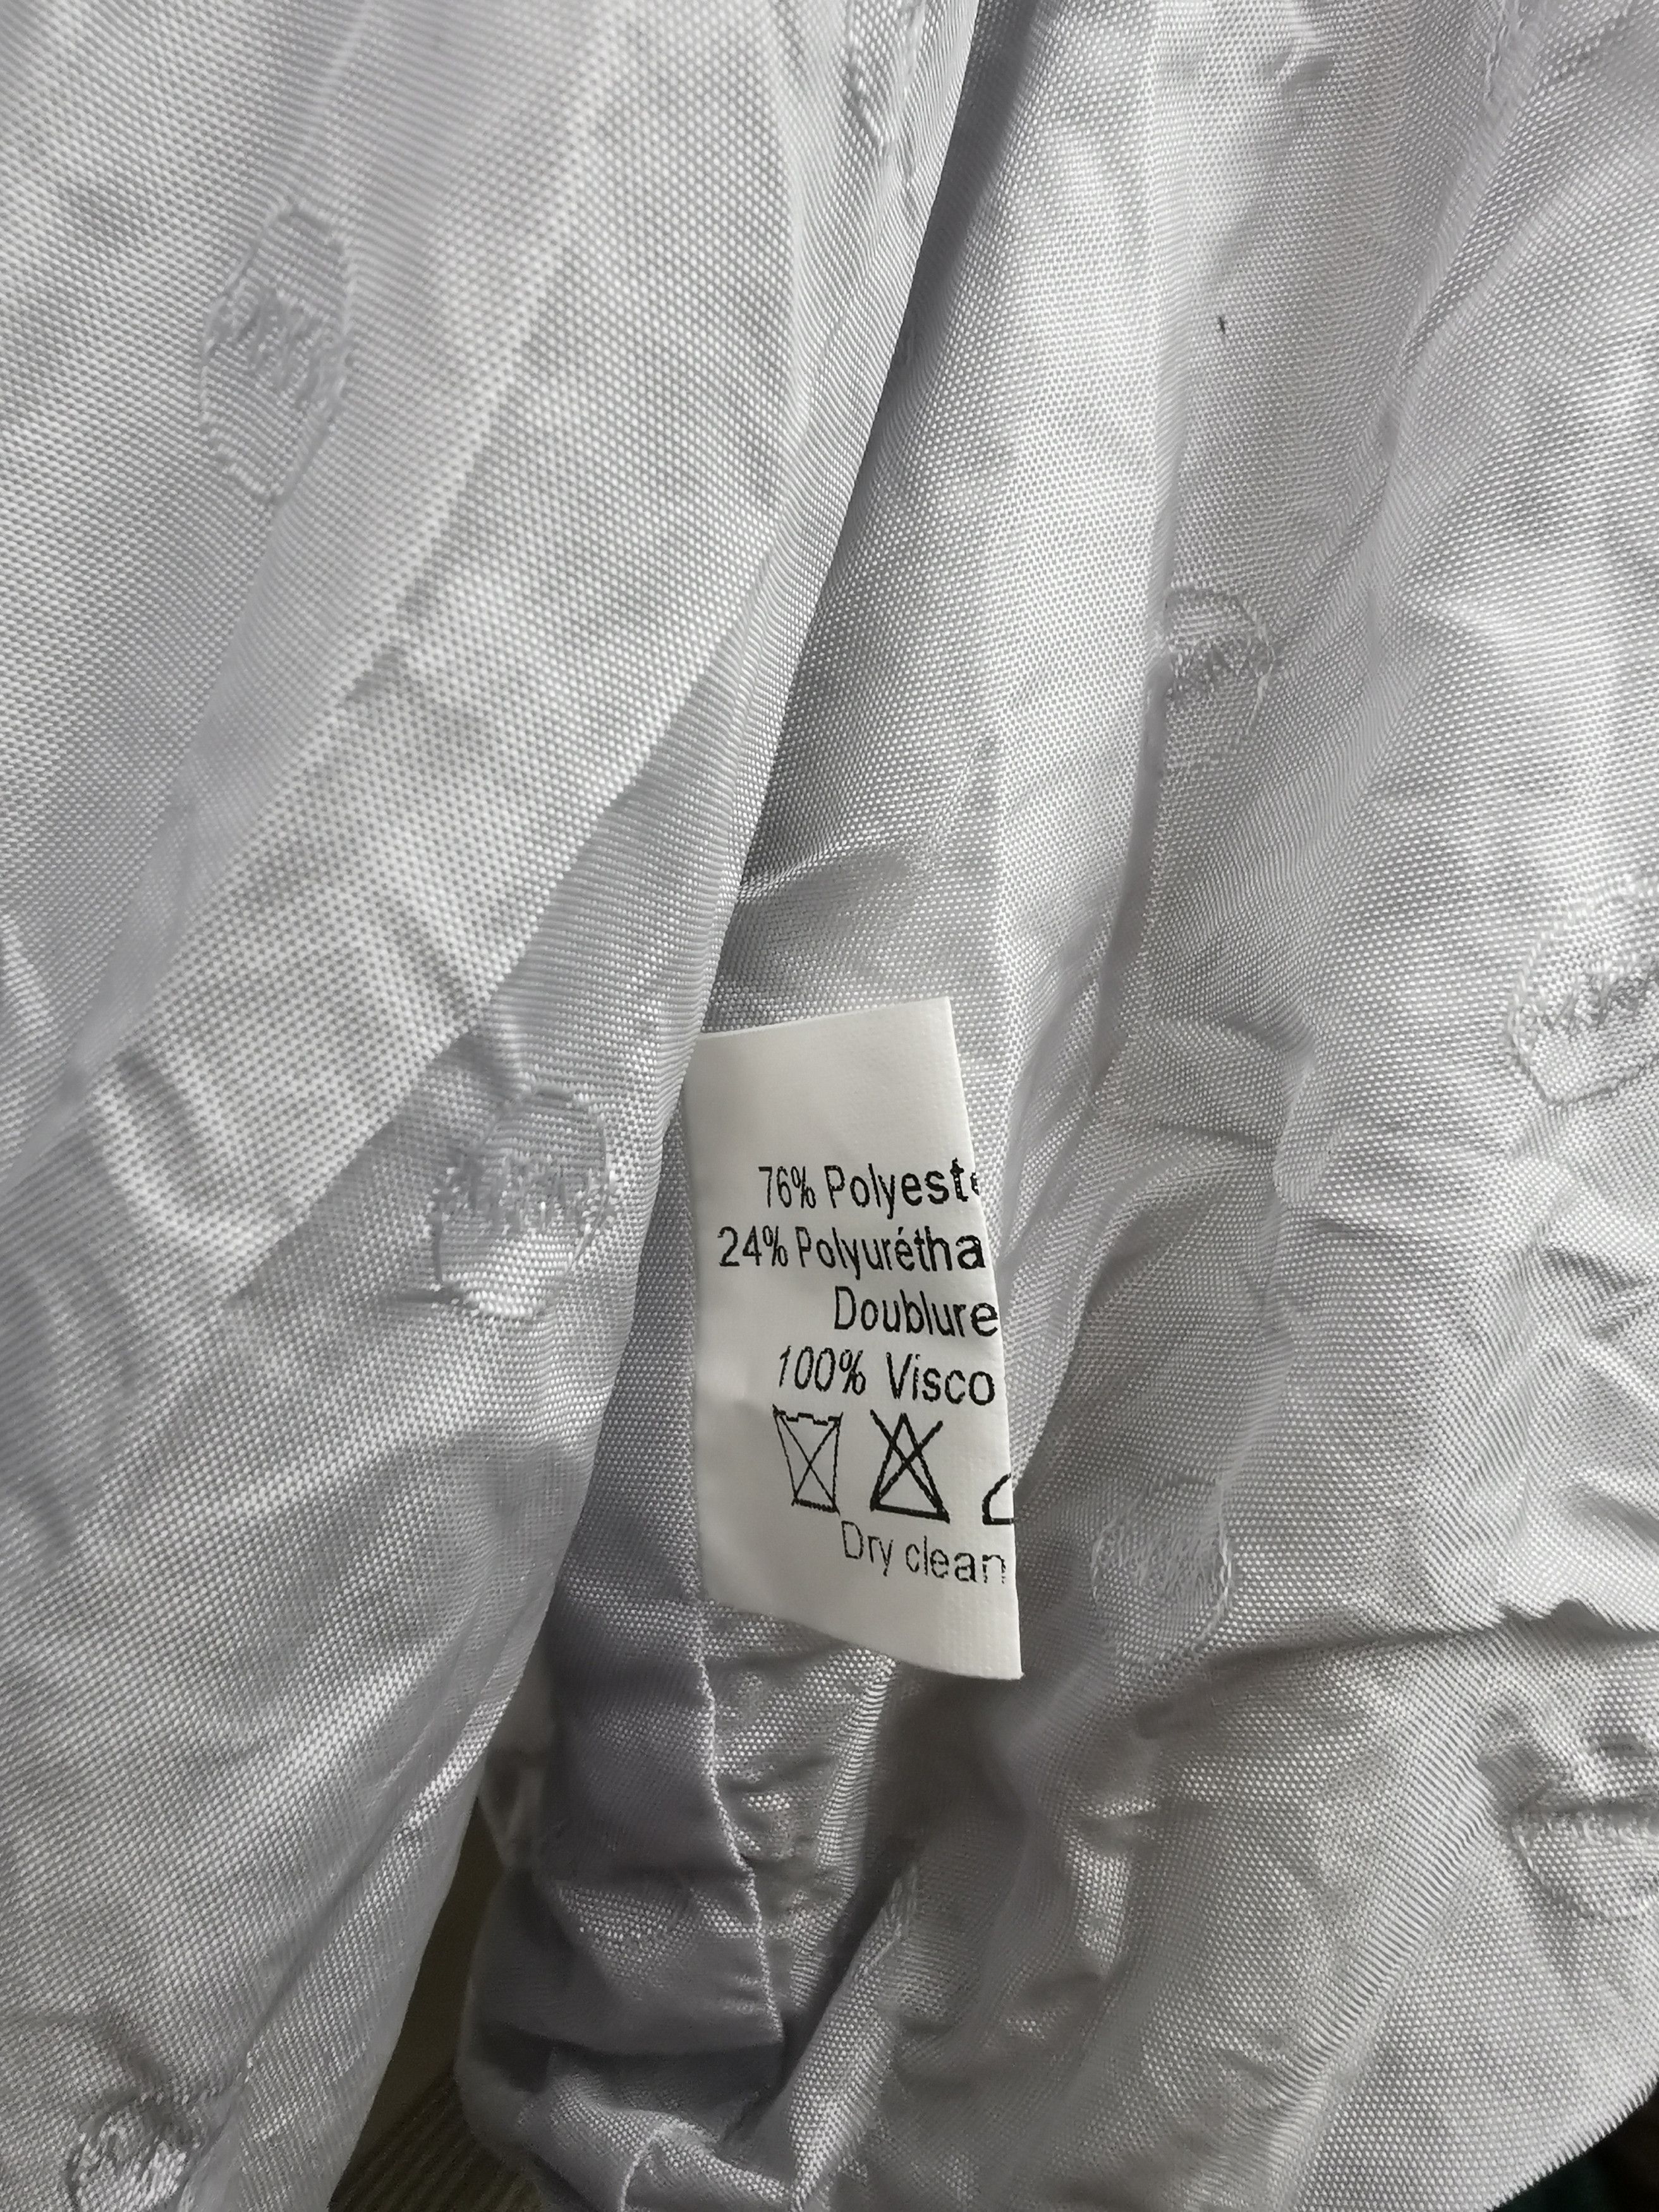 76% Polyeste
24% Polyurétha
Doublure
100% Visco
Dry clean